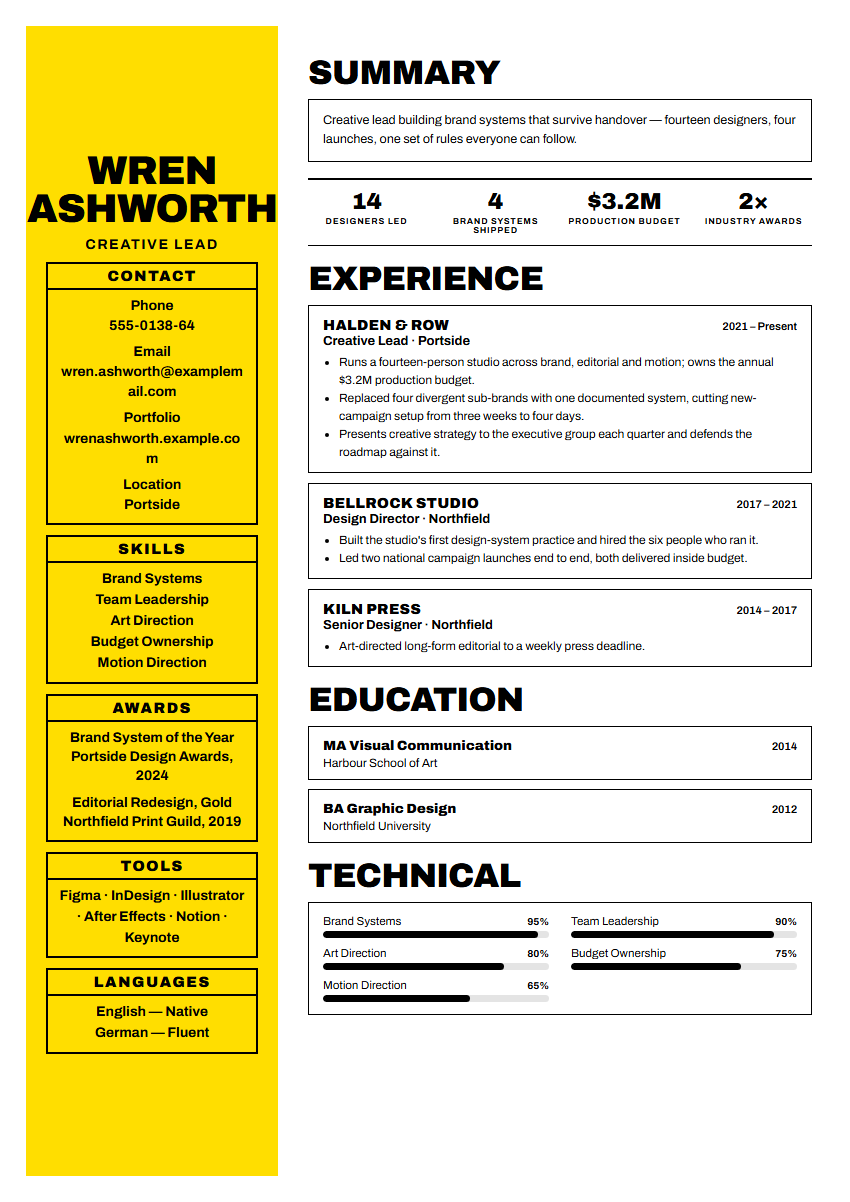 WREN
ASHWORTH
CREATIVE LEAD
CONTACT
Phone
555-0138-64
Email
wren.ashworth@examplem
ail.com
Portfolio
wrenashworth.example.co
m
Location
Portside
SKILLS
Brand Systems
Team Leadership
Art Direction
Budget Ownership
Motion Direction
AWARDS
Brand System of the Year
Portside Design Awards,
2024
Editorial Redesign, Gold
Northfield Print Guild, 2019
TOOLS
Figma · InDesign · Illustrator
· After Effects · Notion ·
Keynote
LANGUAGES
English — Native
German — Fluent
SUMMARY
Creative lead building brand systems that survive handover — fourteen designers, four
launches, one set of rules everyone can follow.
14
DESIGNERS LED
4
BRAND SYSTEMS
SHIPPED
$3.2M
PRODUCTION BUDGET
2×
INDUSTRY AWARDS
EXPERIENCE
HALDEN & ROW 2021 – Present
Creative Lead · Portside
• Runs a fourteen-person studio across brand, editorial and motion; owns the annual
$3.2M production budget.
• Replaced four divergent sub-brands with one documented system, cutting new-
campaign setup from three weeks to four days.
• Presents creative strategy to the executive group each quarter and defends the
roadmap against it.
BELLROCK STUDIO 2017 – 2021
Design Director · Northfield
• Built the studio's first design-system practice and hired the six people who ran it.
• Led two national campaign launches end to end, both delivered inside budget.
KILN PRESS 2014 – 2017
Senior Designer · Northfield
• Art-directed long-form editorial to a weekly press deadline.
EDUCATION
MA Visual Communication 2014
Harbour School of Art
BA Graphic Design 2012
Northfield University
TECHNICAL
Brand Systems 95%
Team Leadership 90%
Art Direction 80%
Budget Ownership 75%
Motion Direction 65%